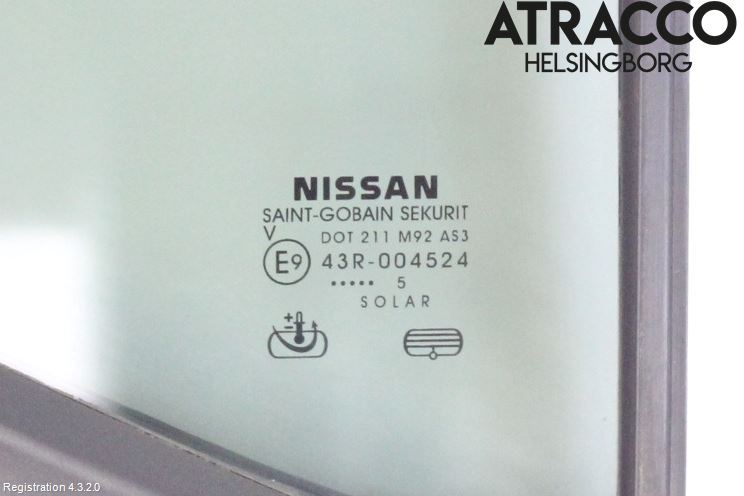 ATRACCO
HELSINGBORG
NISSAN
SAINT-GOBAIN SEKURIT
V
DOT 211 M92 AS3
E9 43R-004524
••••• 5
SOLAR
Registration 4.3.2.0